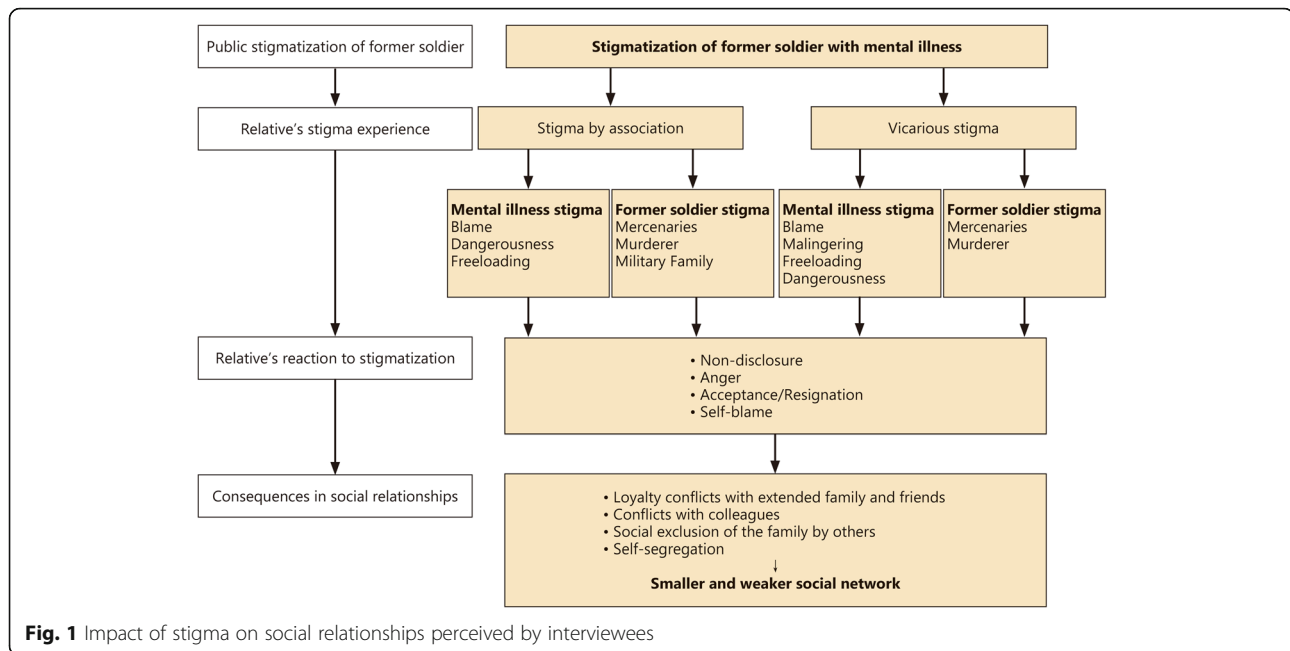 Public stigmatization of former soldier
Stigmatization of former soldier with mental illness
Relative's stigma experience
Stigma by association
Vicarious stigma
Mental illness stigma
Blame
Dangerousness
Freeloading
Former soldier stigma
Mercenaries
Murderer
Military Family
Mental illness stigma
Blame
Malingering
Freeloading
Dangerousness
Former soldier stigma
Mercenaries
Murderer
Relative's reaction to stigmatization
• Non-disclosure
• Anger
• Acceptance/Resignation
• Self-blame
Consequences in social relationships
• Loyalty conflicts with extended family and friends
• Conflicts with colleagues
• Social exclusion of the family by others
• Self-segregation
↓
Smaller and weaker social network
Fig. 1 Impact of stigma on social relationships perceived by interviewees